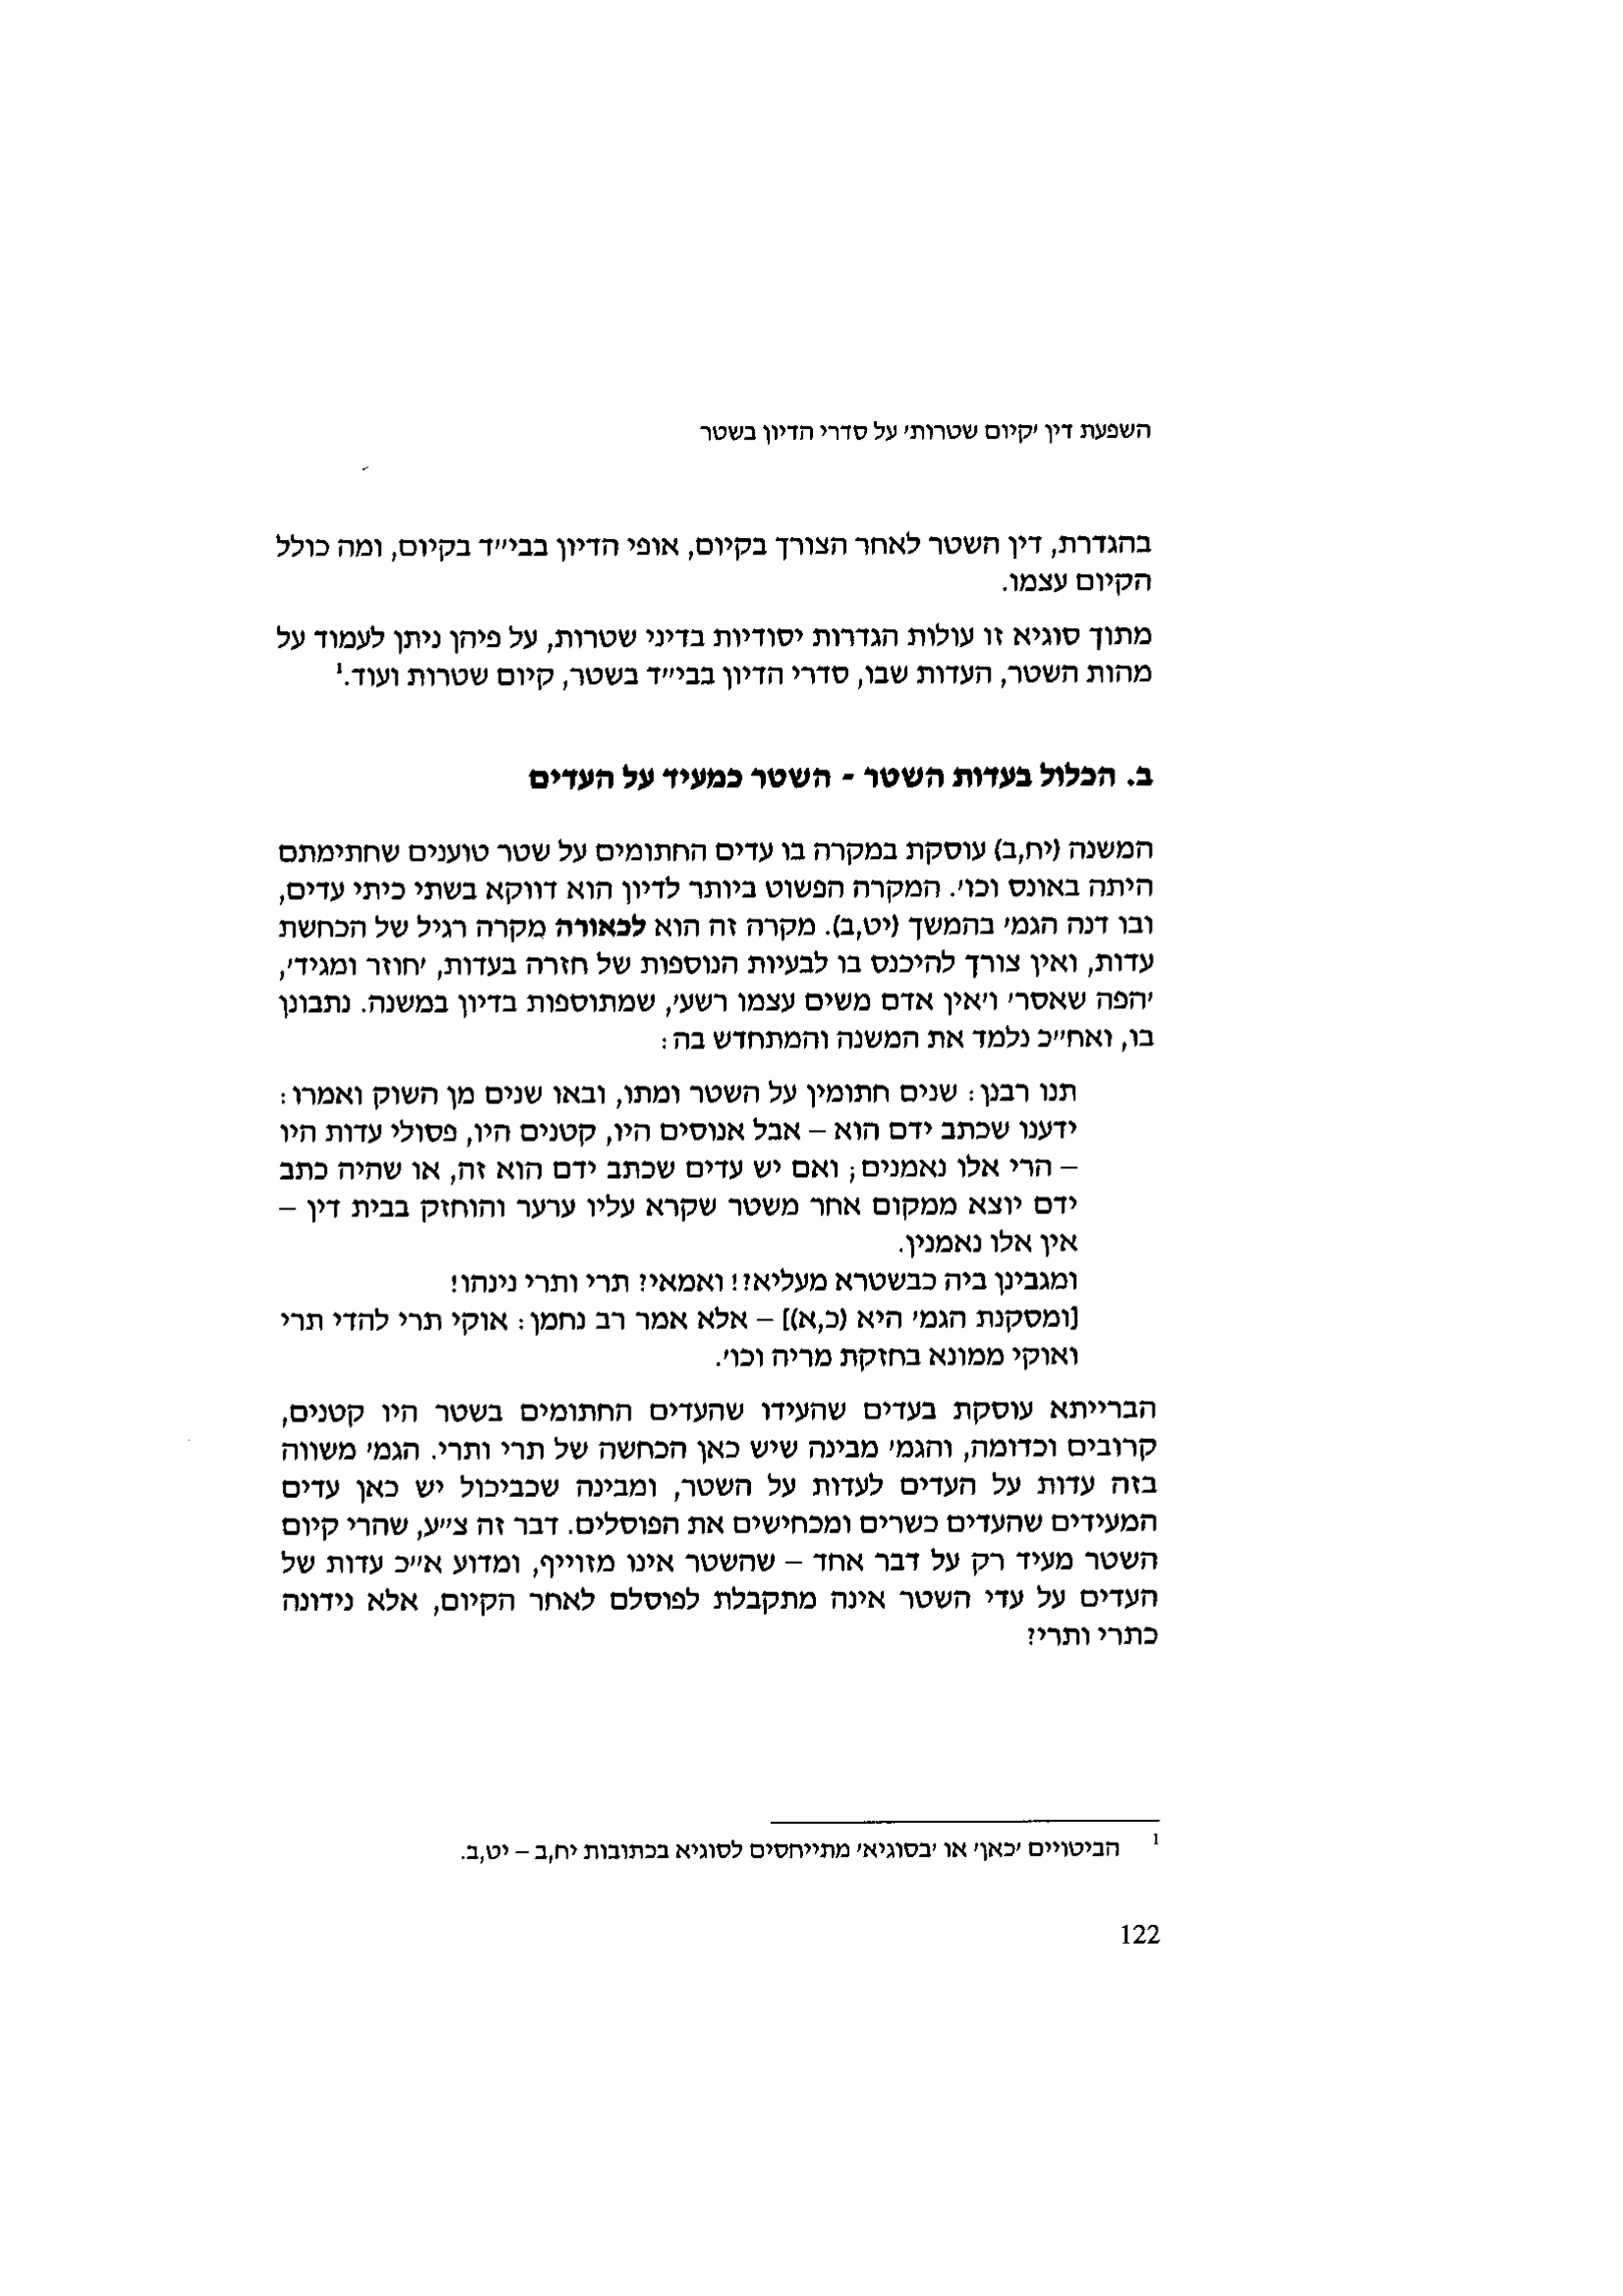 השפעת דין 'קיום שטרות' על סדרי הדיון בשטר
בהגדרת, דין השטר לאחר הצורך בקיום, אופי הדיון בבי"ד בקיום, ומה כולל
הקיום עצמו.
מתוך סוגיא זו עולות הגדרות יסודיות בדיני שטרות, על פיהן ניתן לעמוד על
מהות השטר, העדות שבו, סדרי הדיון בבי"ד בשטר, קיום שטרות ועוד.¹
ב. הכלול בעדות השטר - השטר כמעיד על העדים
המשנה (יח,ב) עוסקת במקרה בו עדים החתומים על שטר טוענים שחתימתם
היתה באונס וכו'. המקרה הפשוט ביותר לדיון הוא דווקא בשתי כיתי עדים,
ובו דנה הגמ' בהמשך (יט,ב). מקרה זה הוא לכאורה מקרה רגיל של הכחשת
עדות, ואין צורך להיכנס בו לבעיות הנוספות של חזרה בעדות, 'חוזר ומגיד',
'הפה שאסר' ו'אין אדם משים עצמו רשע', שמתוספות בדיון במשנה. נתבונן
בו, ואח"כ נלמד את המשנה והמתחדש בה:
תנו רבנן: שנים חתומין על השטר ומתו, ובאו שנים מן השוק ואמרו:
ידענו שכתב ידם הוא – אבל אנוסים היו, קטנים היו, פסולי עדות היו
– הרי אלו נאמנים; ואם יש עדים שכתב ידם הוא זה, או שהיה כתב
ידם יוצא ממקום אחר משטר שקרא עליו ערער והוחזק בבית דין –
אין אלו נאמנין.
ומגבינן ביה כבשטרא מעליא?! ואמאי? תרי ותרי נינהו!
[ומסקנת הגמ' היא (כ,א)] – אלא אמר רב נחמן: אוקי תרי להדי תרי
ואוקי ממונא בחזקת מריה וכו'.
הברייתא עוסקת בעדים שהעידו שהעדים החתומים בשטר היו קטנים,
קרובים וכדומה, והגמ' מבינה שיש כאן הכחשה של תרי ותרי. הגמ' משווה
בזה עדות על העדים לעדות על השטר, ומבינה שכביכול יש כאן עדים
המעידים שהעדים כשרים ומכחישים את הפוסלים. דבר זה צ"ע, שהרי קיום
השטר מעיד רק על דבר אחד – שהשטר אינו מזוייף, ומדוע א"כ עדות של
העדים על עדי השטר אינה מתקבלת לפוסלם לאחר הקיום, אלא נידונה
כתרי ותרי?
1 הביטויים 'כאן' או 'בסוגיא' מתייחסים לסוגיא בכתובות יח,ב – יט,ב.
122